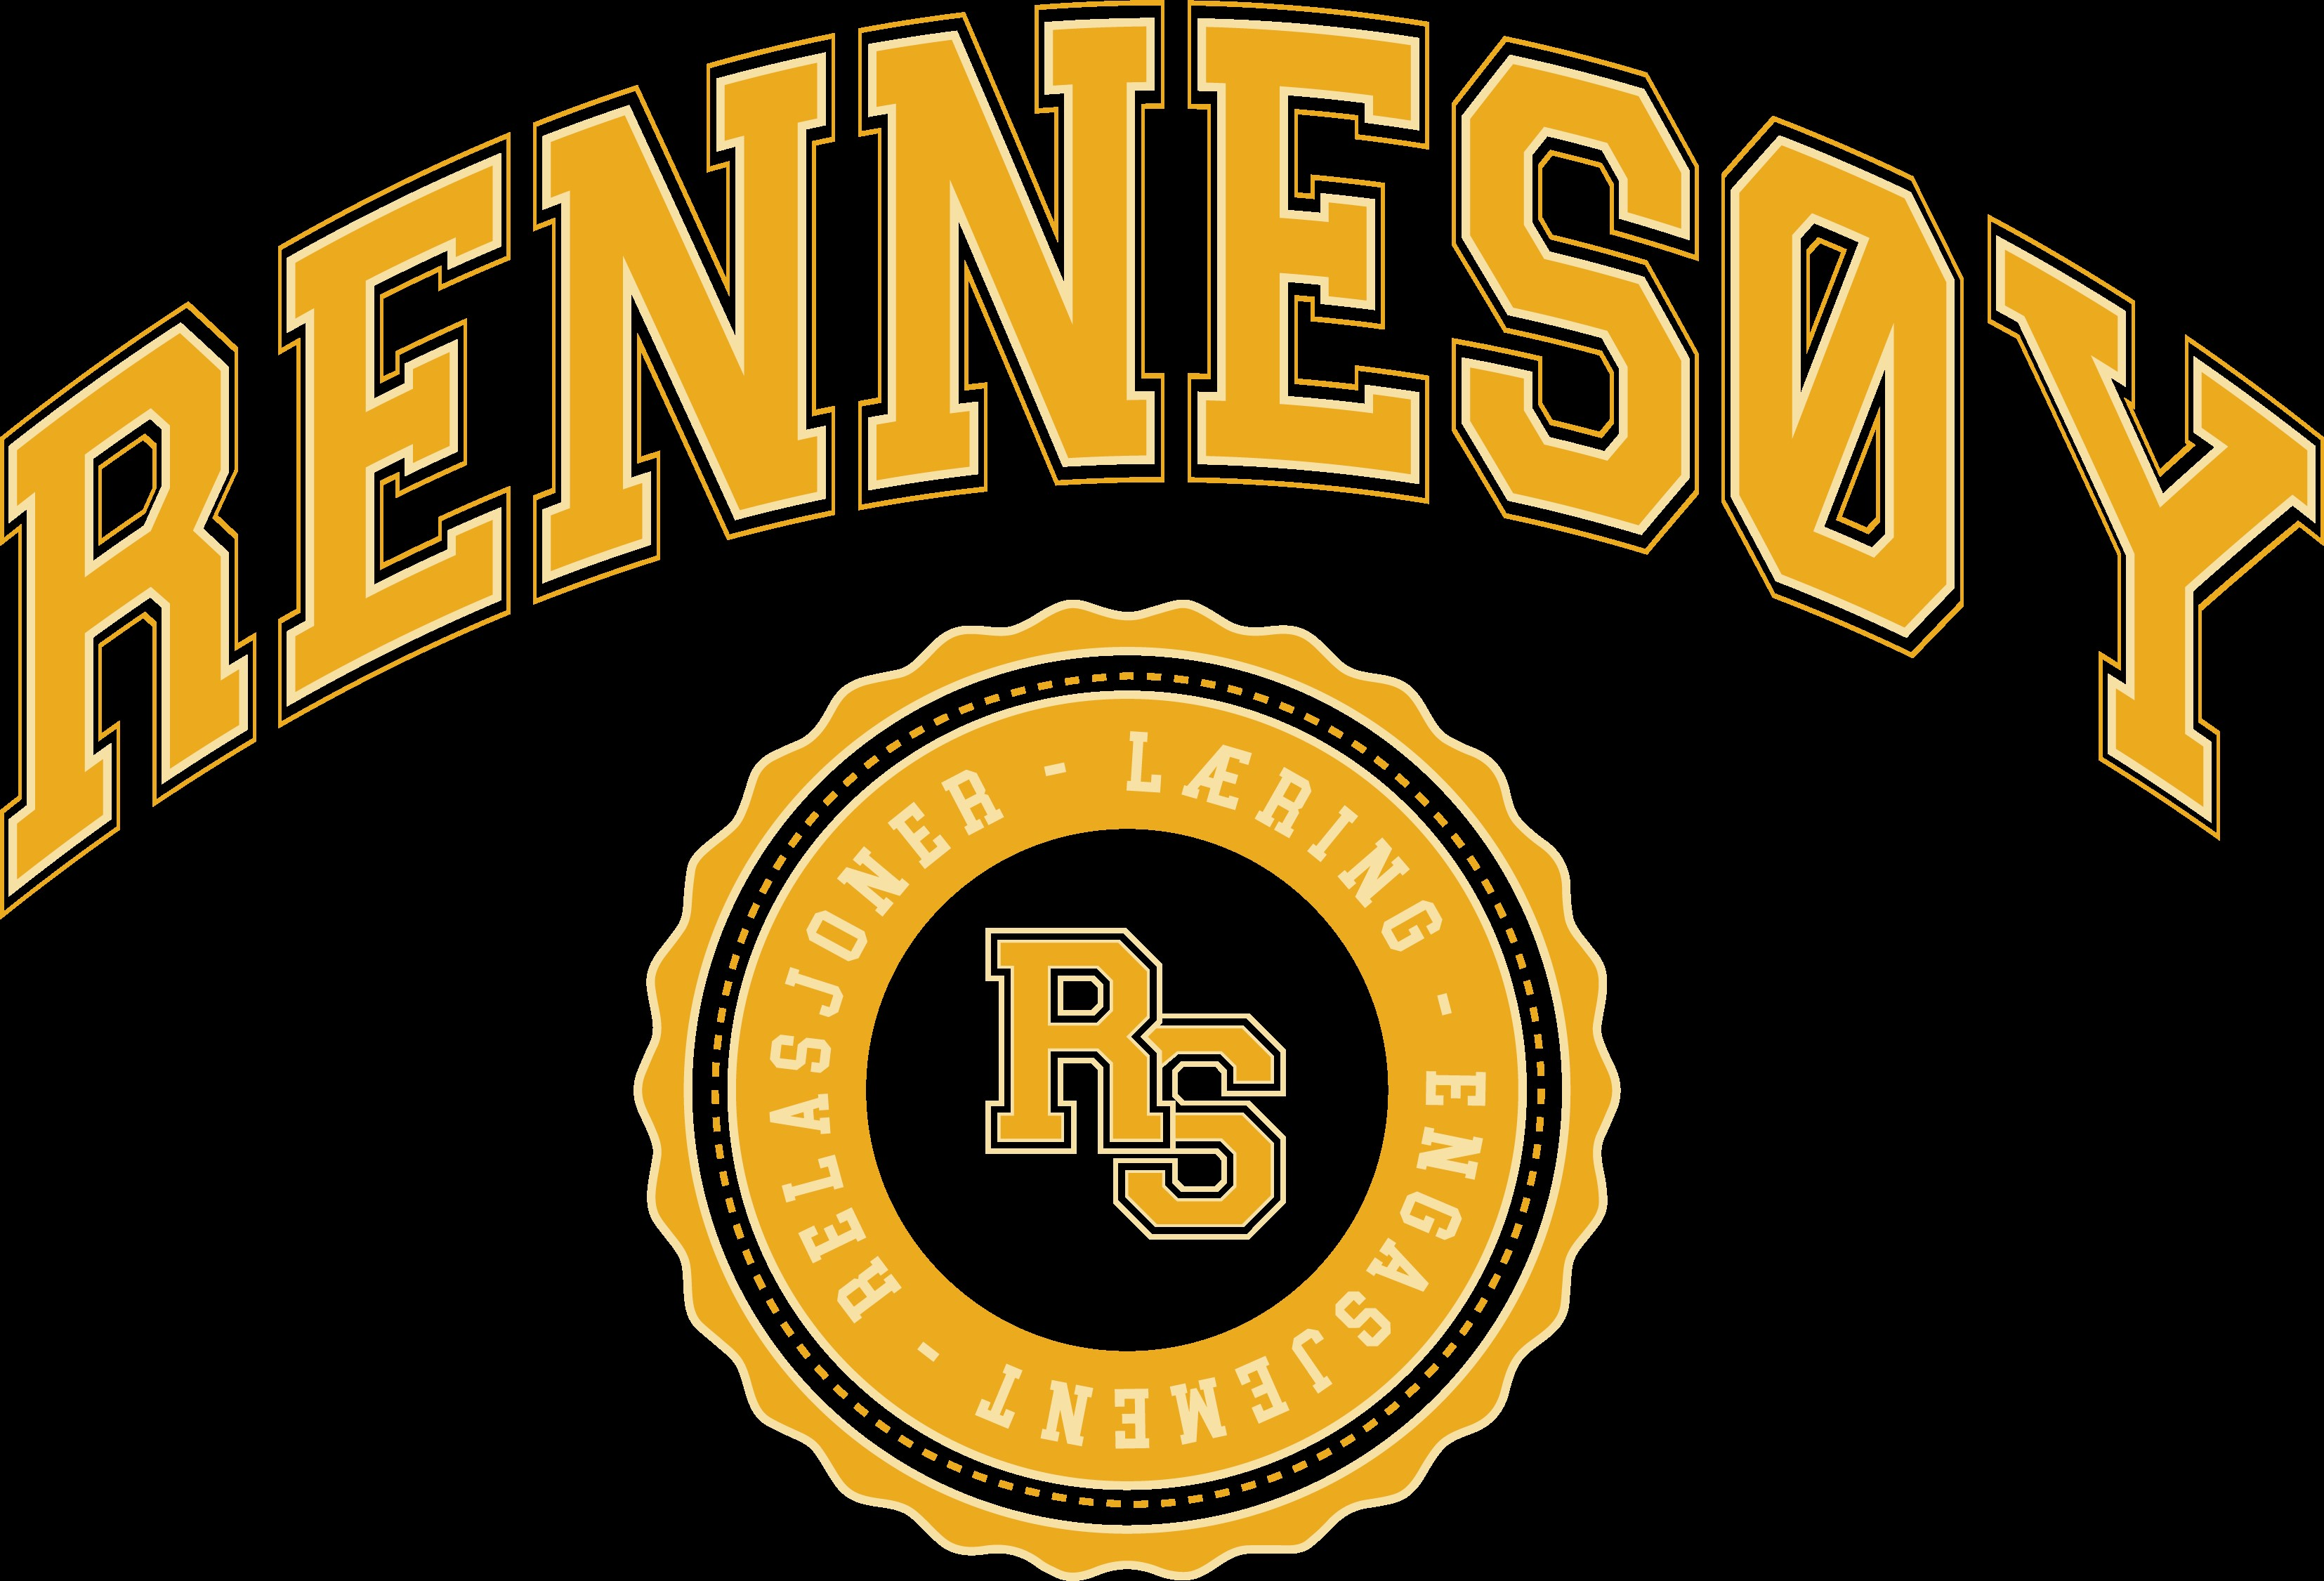 RENNESØY
LÆRING - ENGASJEMENT - RELASJONER -
RS